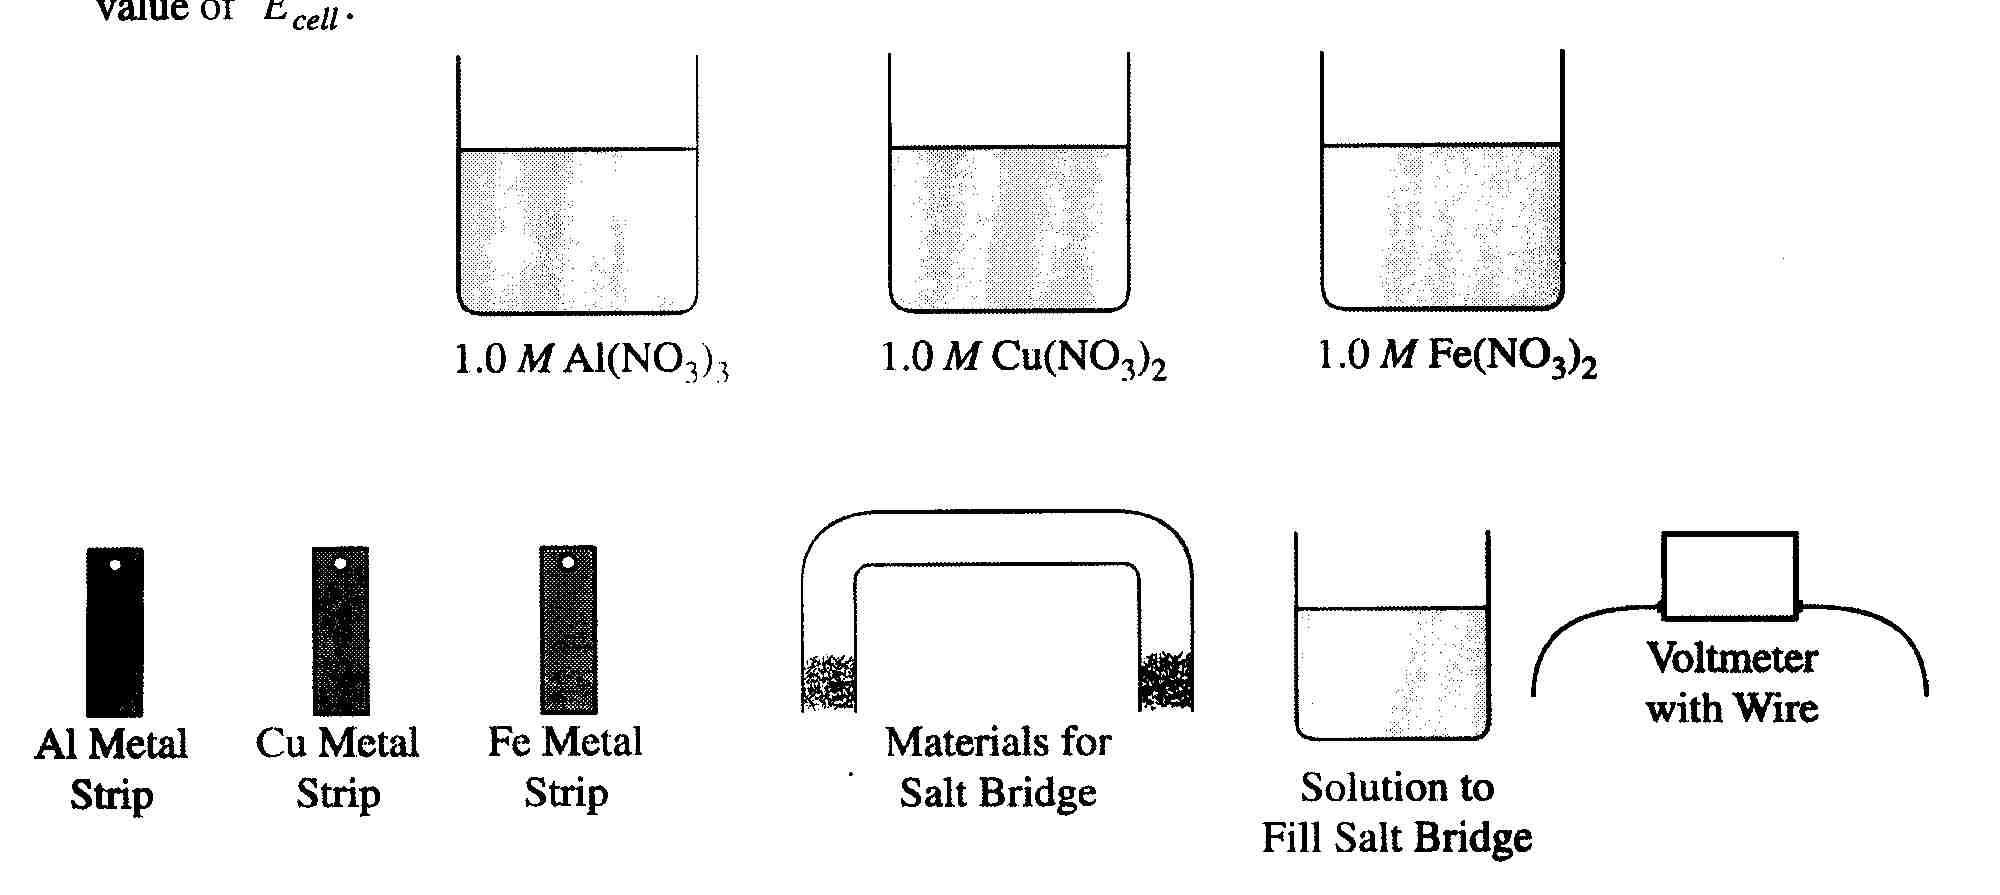 value of E cell.
1.0 M Al(NO3)3 1.0 M Cu(NO3)2 1.0 M Fe(NO3)2
Al Metal Cu Metal Fe Metal Materials for Voltmeter
Strip Strip Strip Salt Bridge with Wire
Solution to
Fill Salt Bridge